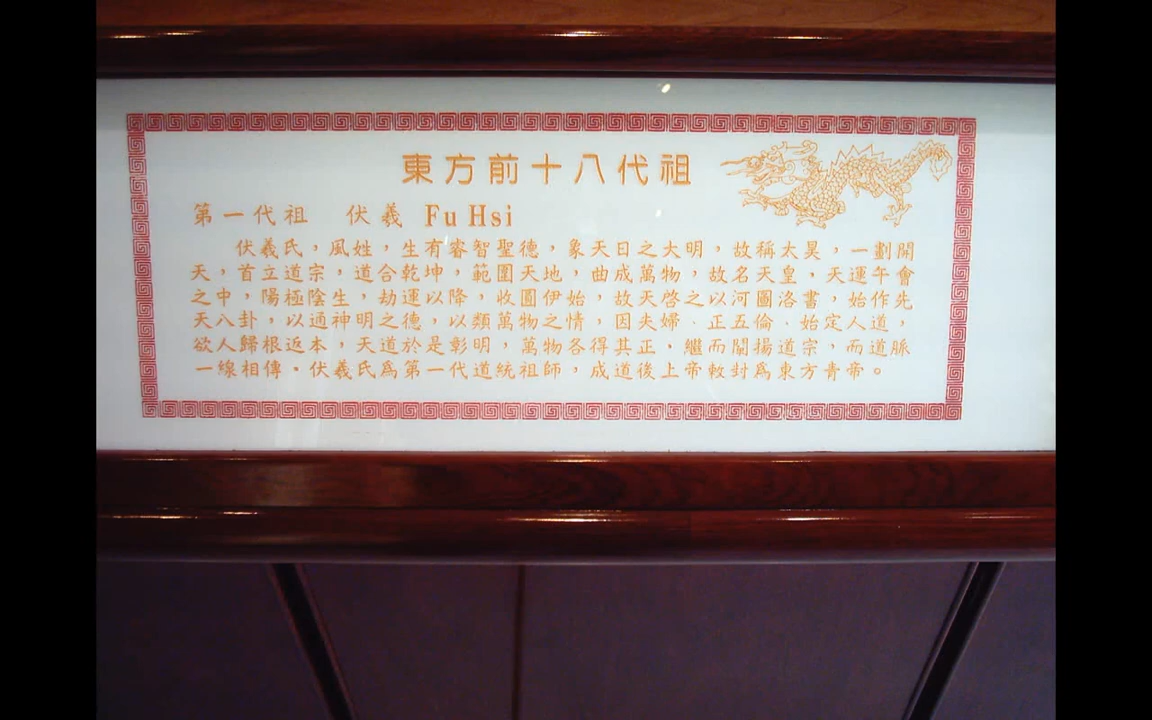 東方前十八代祖
第一代祖　伏羲 Fu Hsi
伏羲氏，風姓，生有睿智聖德，象天日之大明，故稱太昊，一劃開
天，首立道宗，道合乾坤，範圍天地，曲成萬物，故名天皇，天運午會
之中，陽極陰生，劫運以降，收圓伊始，故天啓之以河圖洛書，始作先
天八卦，以通神明之德，以類萬物之情，因夫婦、正五倫、始定人道，
欲人歸根返本，天道於是彰明，萬物各得其正，繼而闡揚道宗，而道脈
一線相傳。伏羲氏爲第一代道統祖師，成道後上帝敕封爲東方青帝。